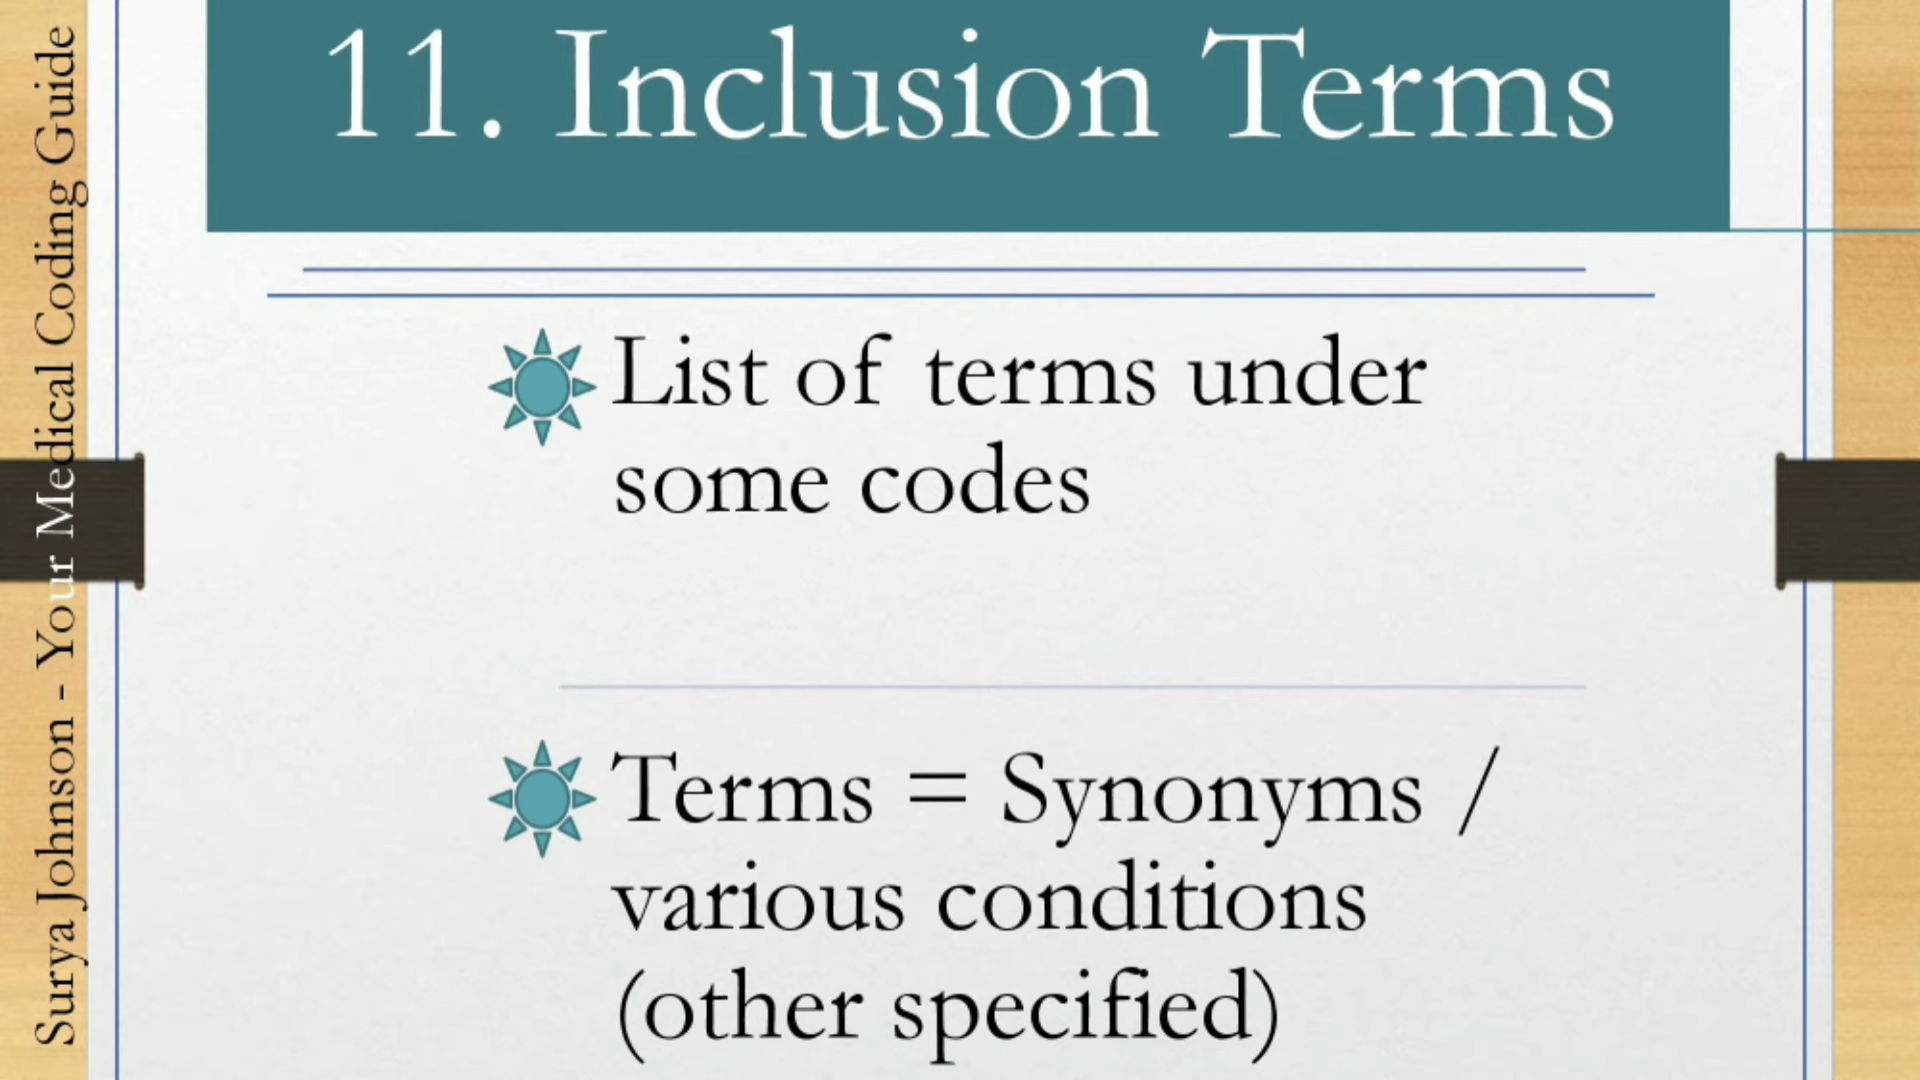 11. Inclusion Terms
List of terms under
some codes
Terms = Synonyms /
various conditions
(other specified)
Surya Johnson - Your Medical Coding Guide